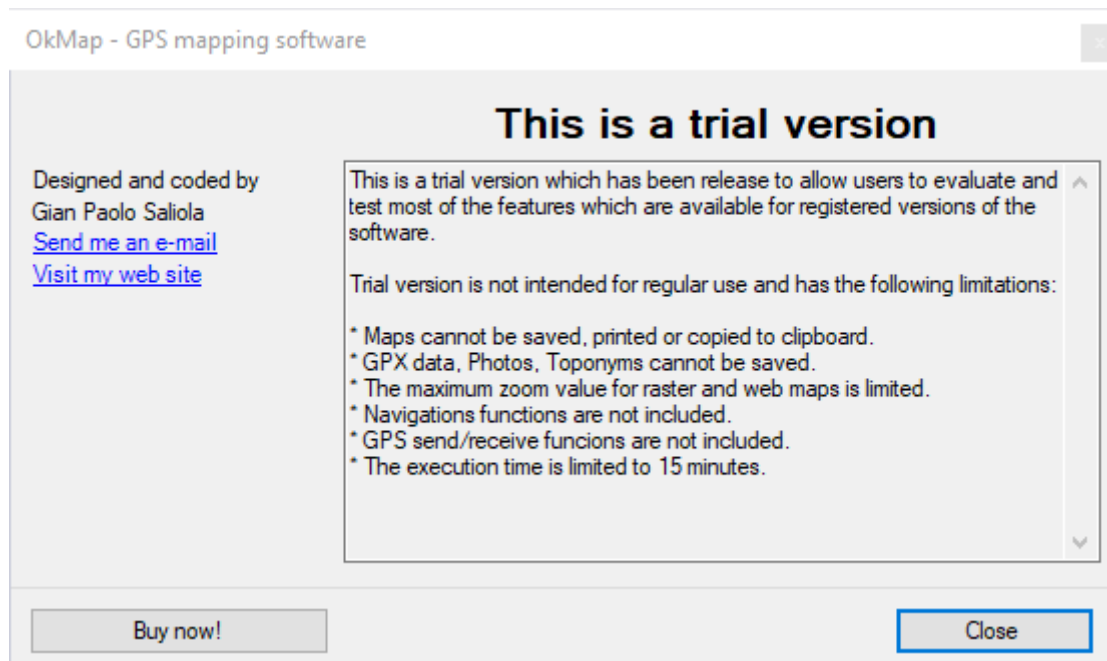 OkMap - GPS mapping software
x
This is a trial version
Designed and coded by
Gian Paolo Saliola
Send me an e-mail
Visit my web site
This is a trial version which has been release to allow users to evaluate and
test most of the features which are available for registered versions of the
software.
Trial version is not intended for regular use and has the following limitations:
* Maps cannot be saved, printed or copied to clipboard.
* GPX data, Photos, Toponyms cannot be saved.
* The maximum zoom value for raster and web maps is limited.
* Navigations functions are not included.
* GPS send/receive funcions are not included.
* The execution time is limited to 15 minutes.
Buy now!
Close